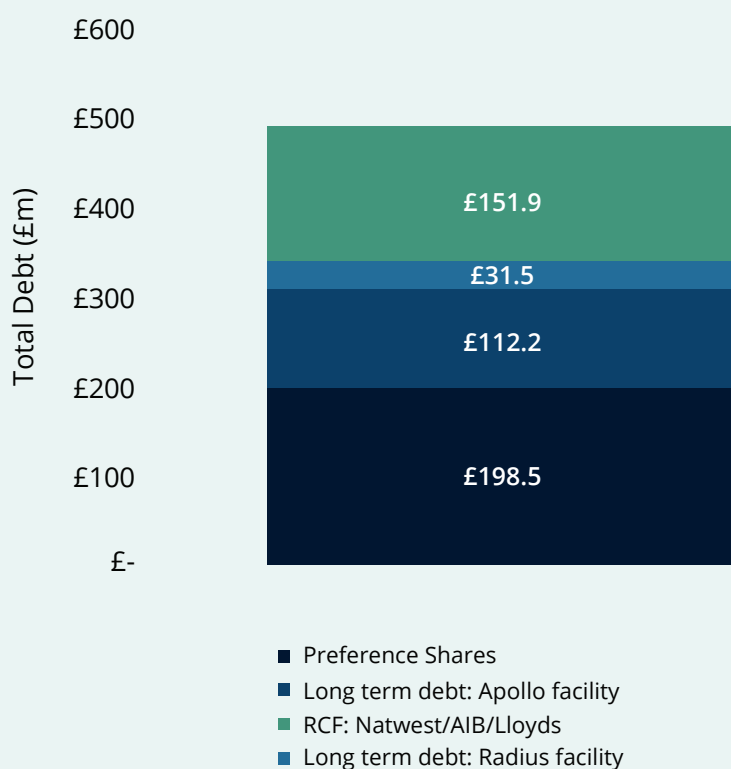 £600
£500
£400
£300
£200
£100
£-
Total Debt (£m)
£151.9
£31.5
£112.2
£198.5
Preference Shares
Long term debt: Apollo facility
RCF: Natwest/AIB/Lloyds
Long term debt: Radius facility